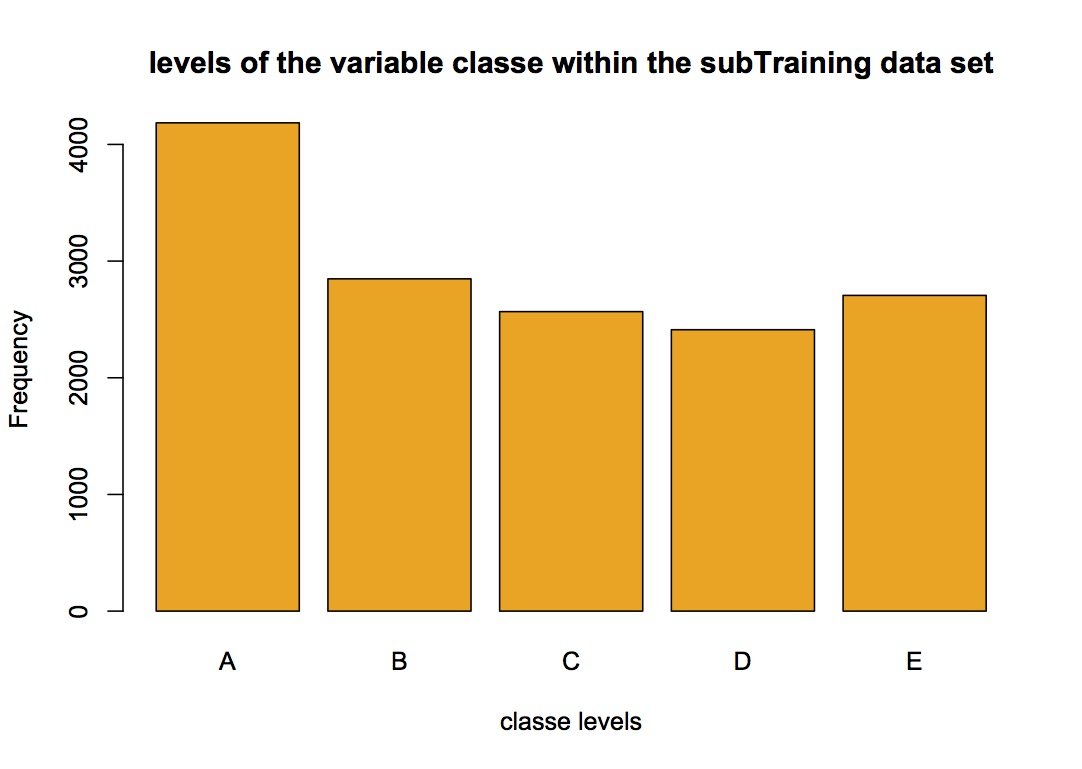 levels of the variable classe within the subTraining data set
Frequency
4000
3000
2000
1000
0
A B C D E
classe levels